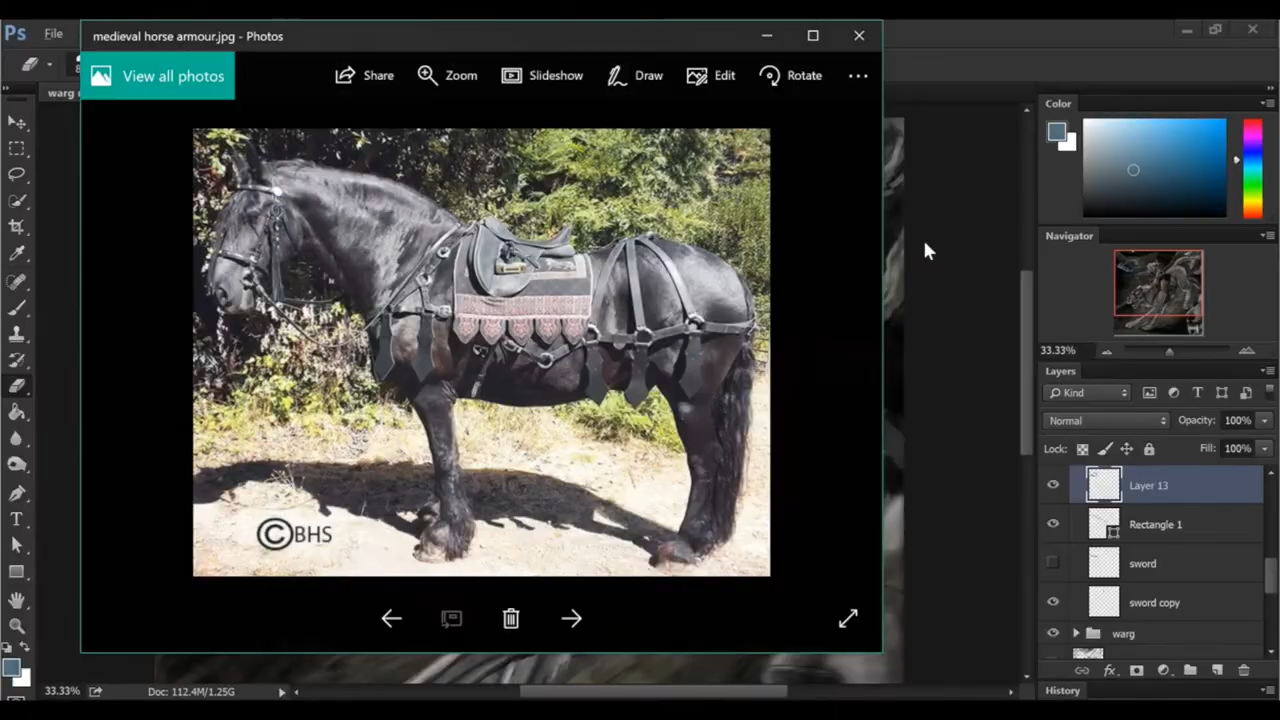 Ps File
medieval horse armour.jpg - Photos
View all photos
Share
Zoom
Slideshow
Draw
Edit
Rotate
warg
©BHS
Color
Navigator
33.33%
Layers
Kind
Normal
Opacity: 100%
Lock:
Fill: 100%
Layer 13
Rectangle 1
sword
sword copy
warg
History
33.33%
Doc: 112.4M/1.25G